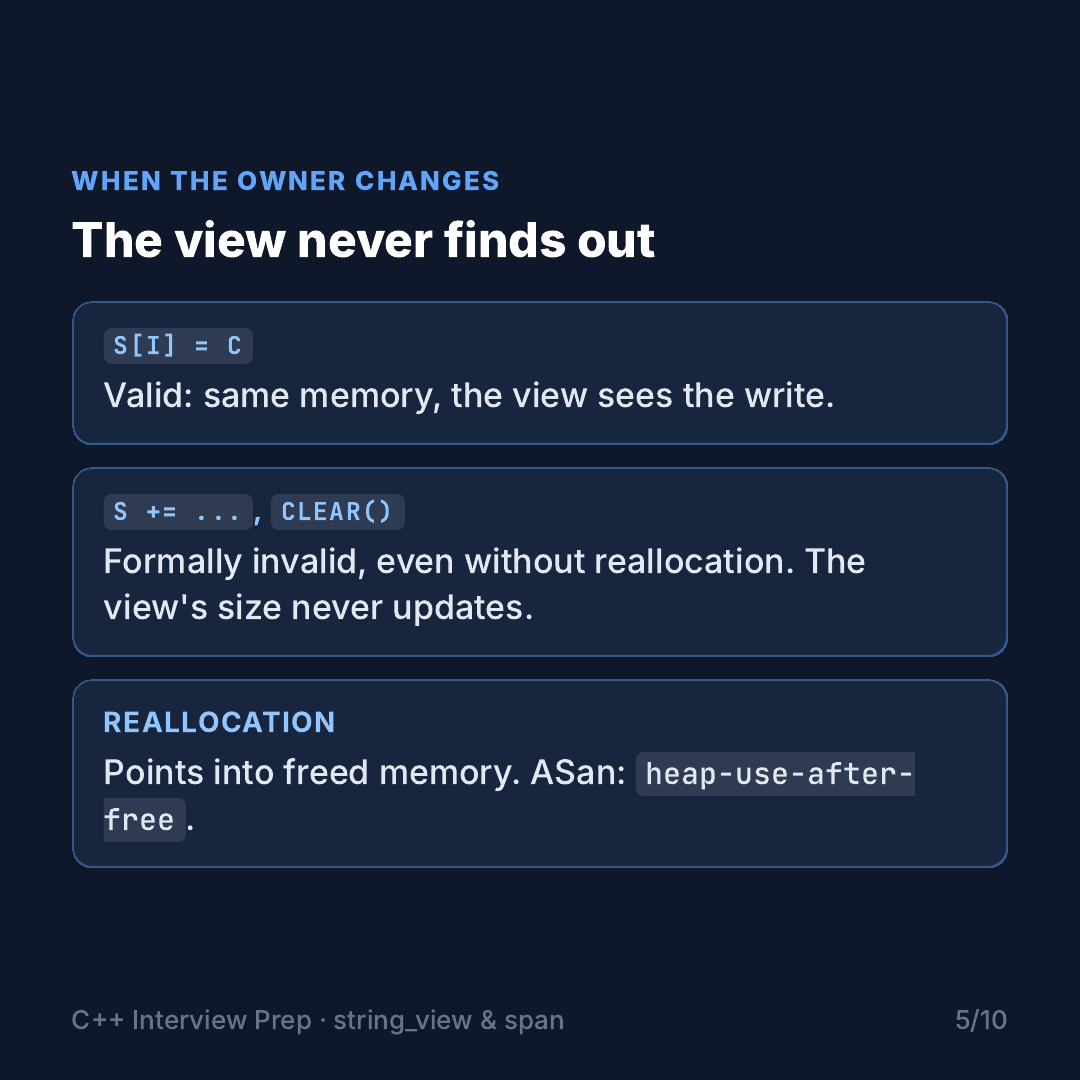 WHEN THE OWNER CHANGES
The view never finds out
S[I] = C
Valid: same memory, the view sees the write.
S += ..., CLEAR()
Formally invalid, even without reallocation. The
view's size never updates.
REALLOCATION
Points into freed memory. ASan: heap-use-after-
free.
C++ Interview Prep · string_view & span
5/10